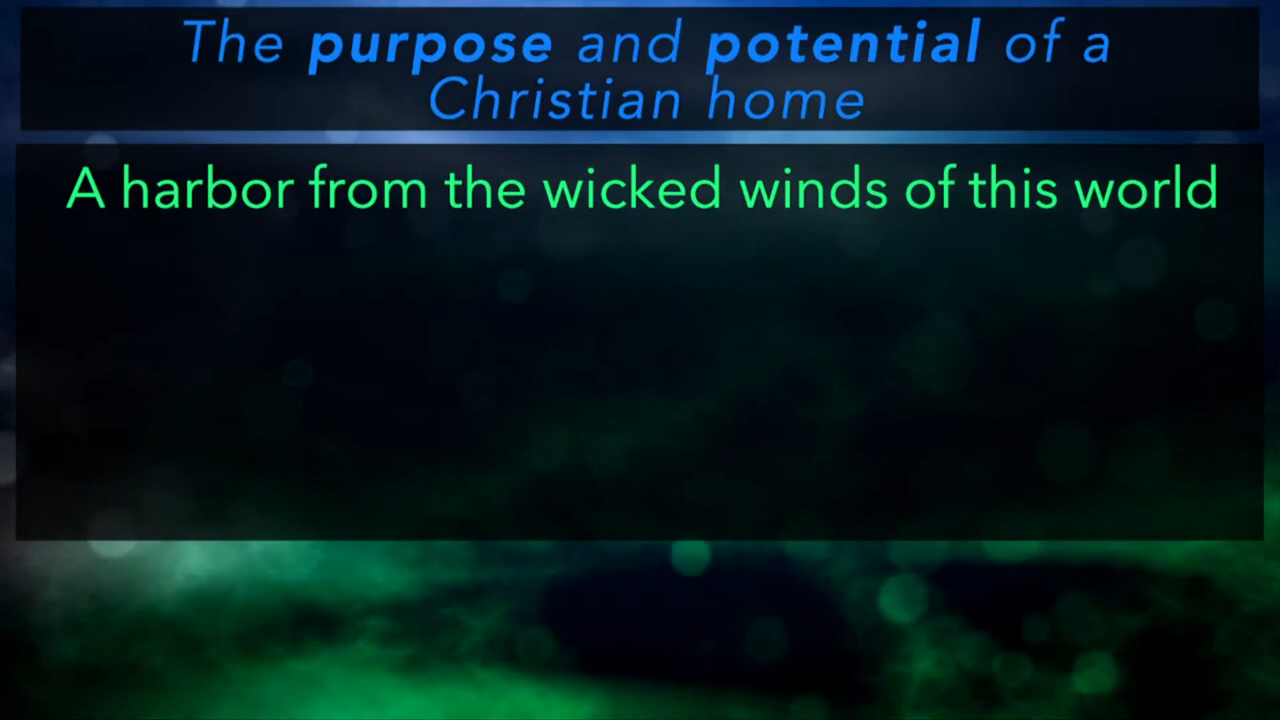 The purpose and potential of a
Christian home
A harbor from the wicked winds of this world